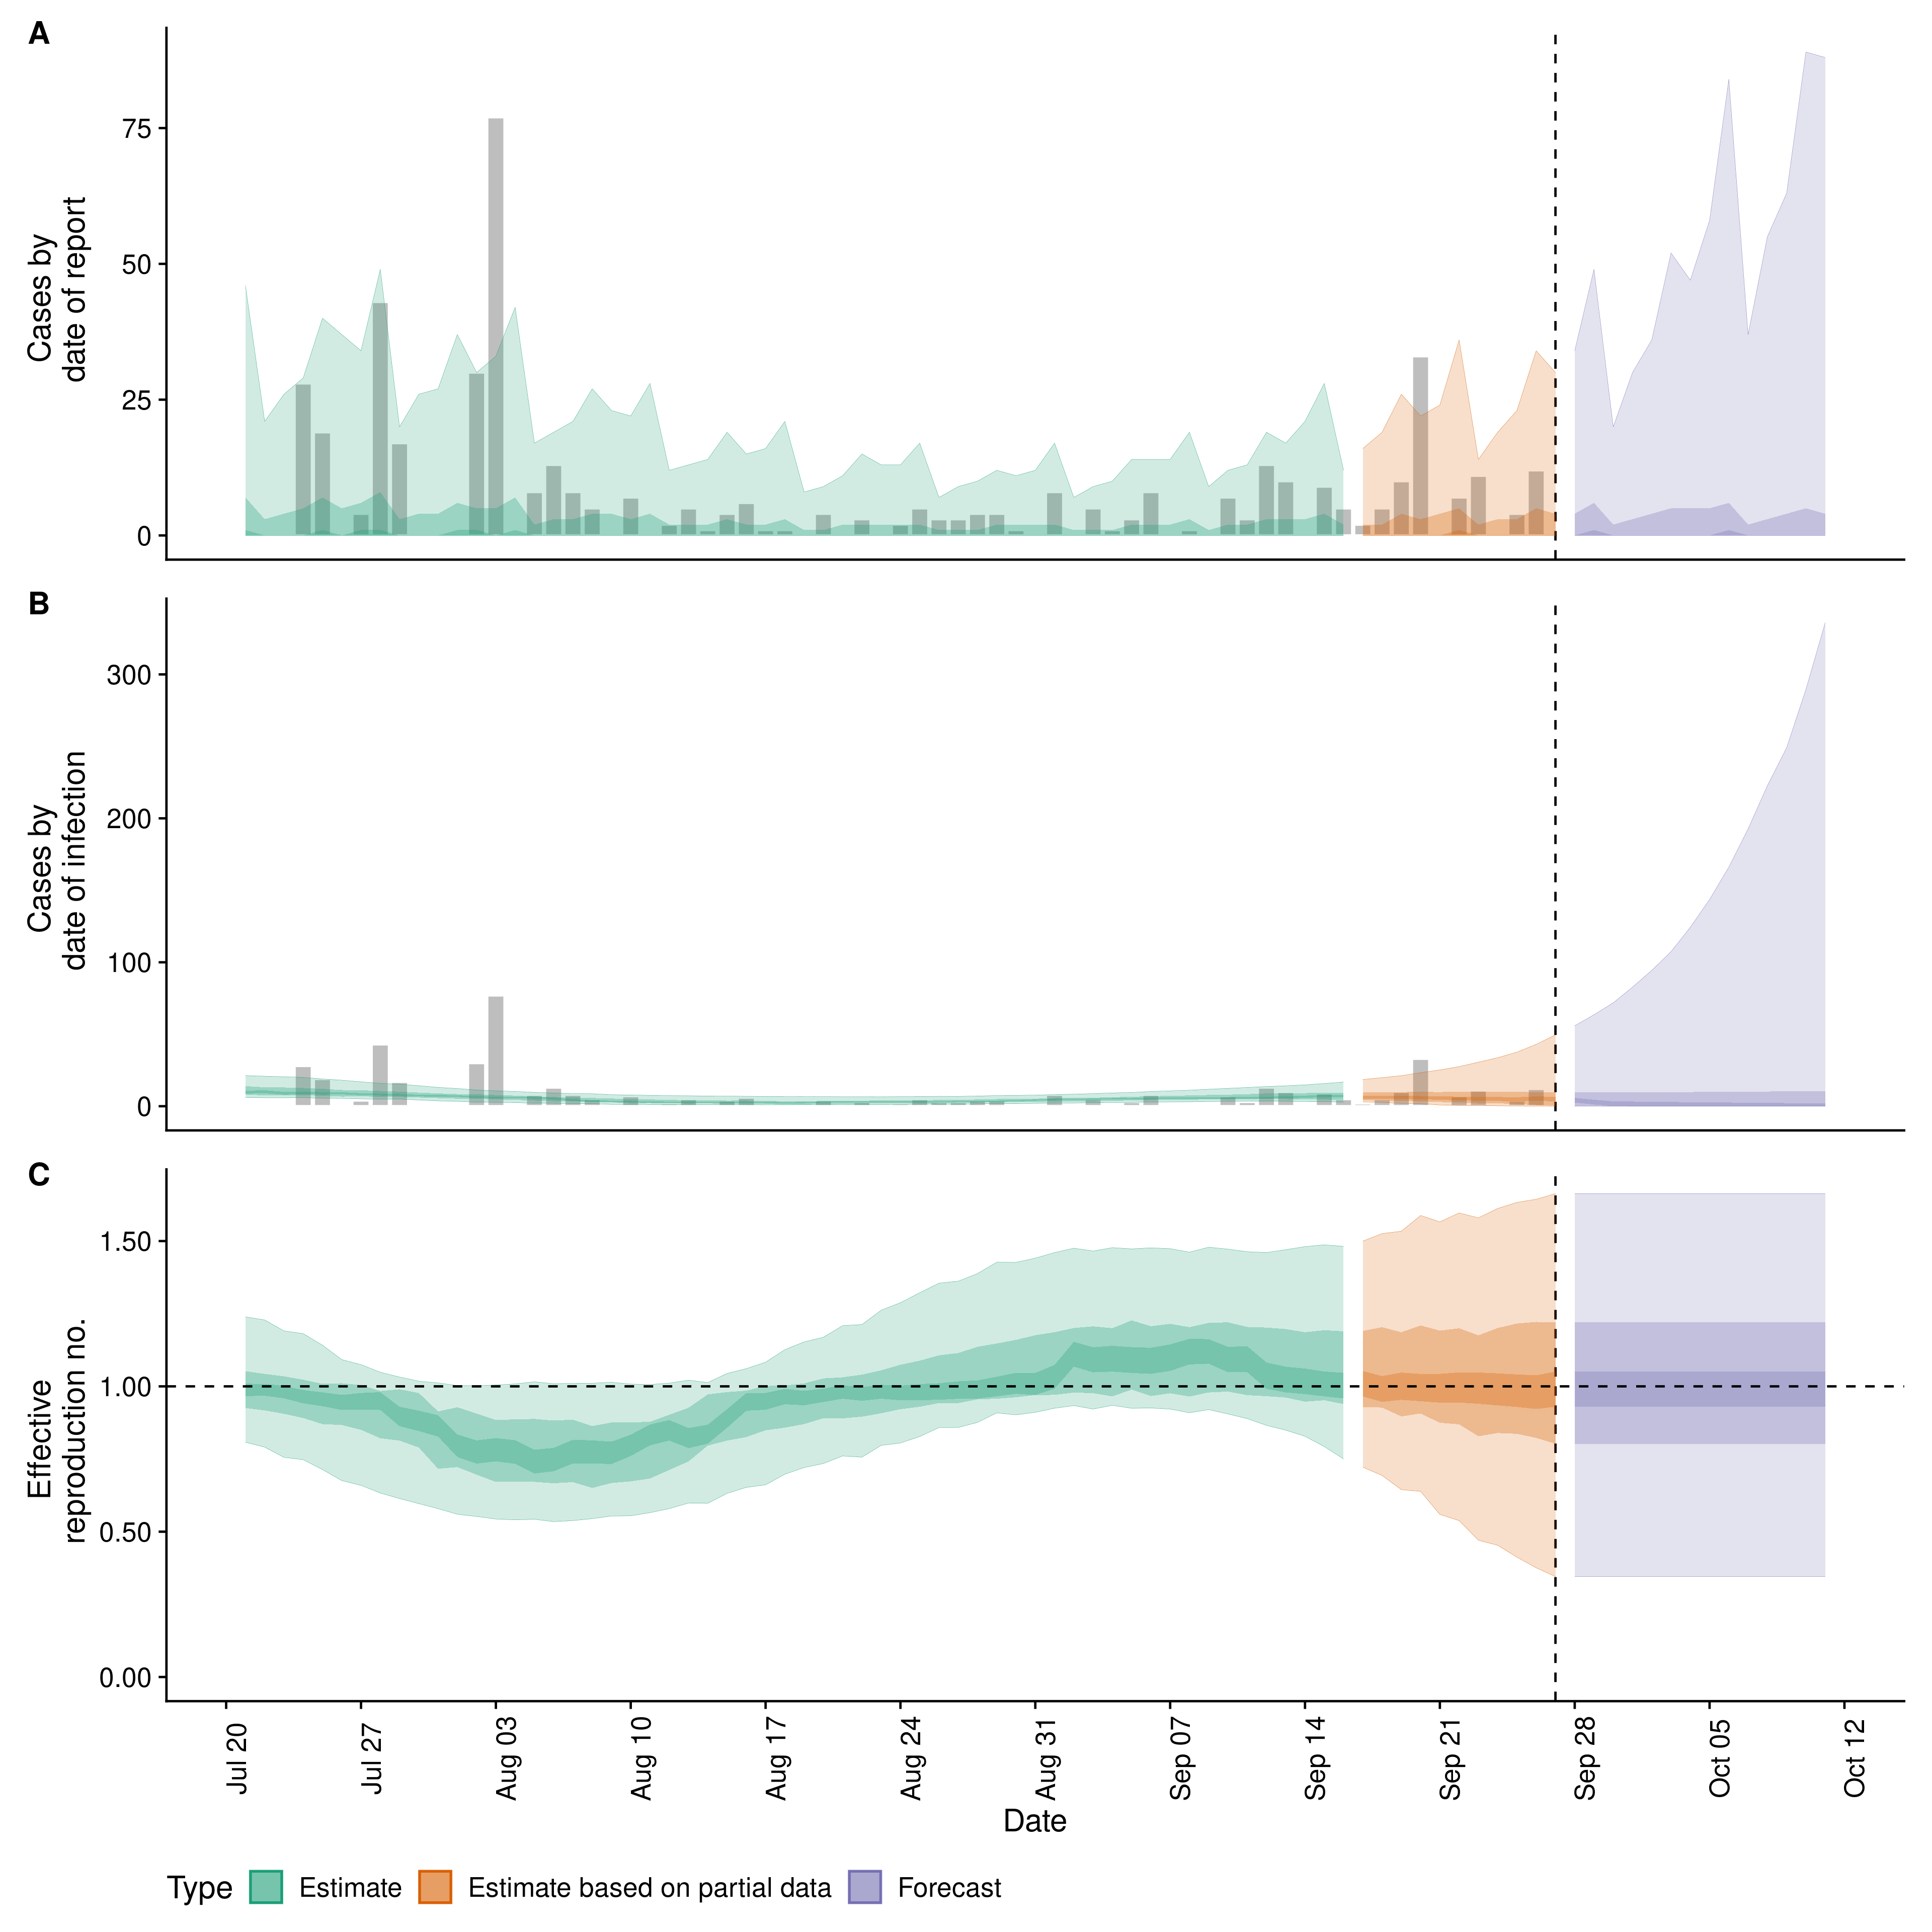 A
Cases by
date of report
75
50
25
0
B
Cases by
date of infection
300
200
100
0
C
Effective
reproduction no.
1.50
1.00
0.50
0.00
Jul 20
Jul 27
Aug 03
Aug 10
Aug 17
Aug 24
Aug 31
Sep 07
Sep 14
Sep 21
Sep 28
Oct 05
Oct 12
Date
Type Estimate Estimate based on partial data Forecast